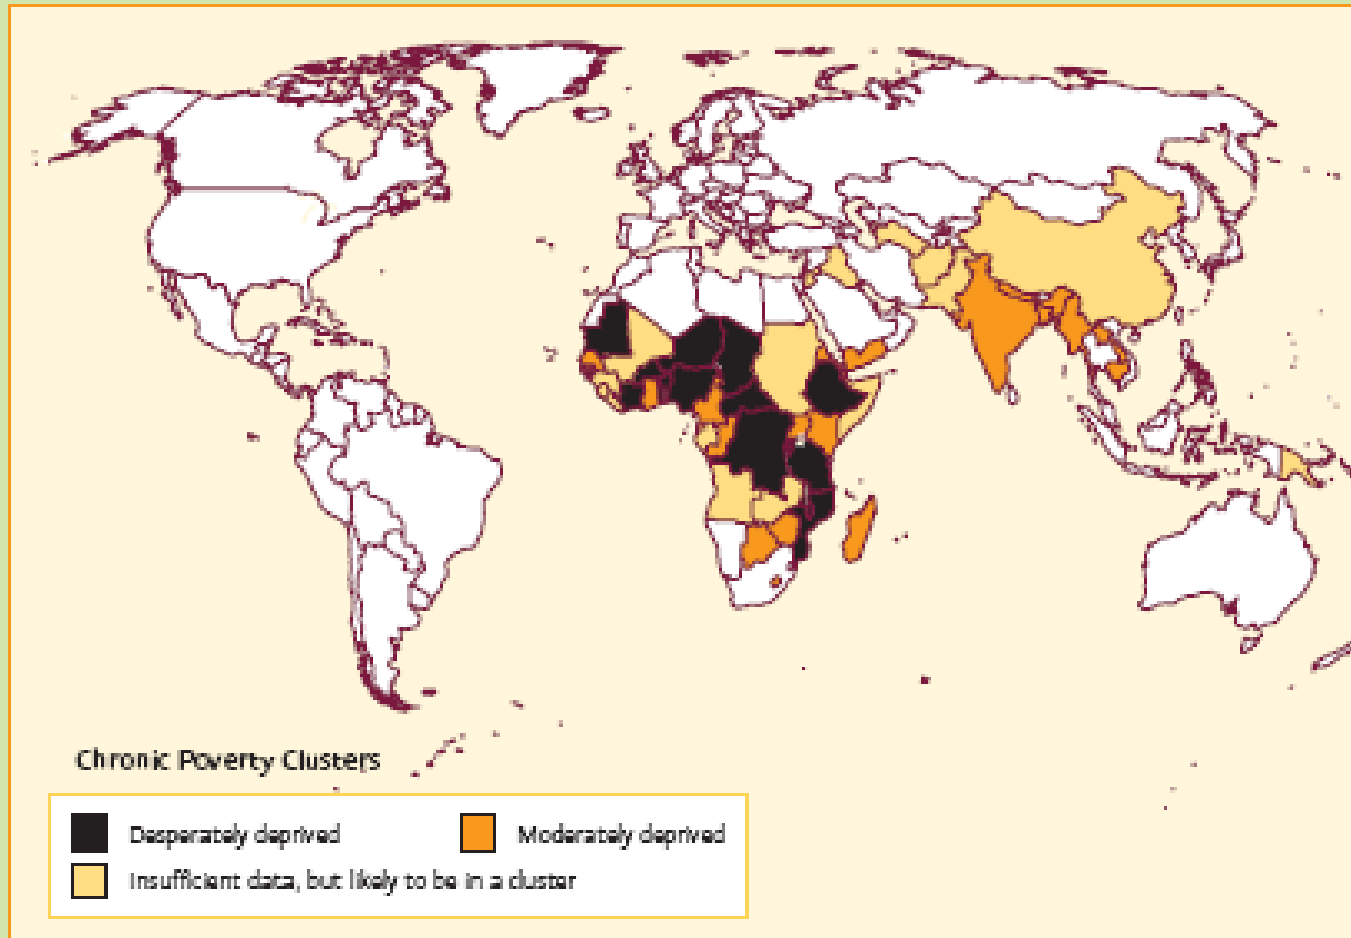 Chronic Poverty Clusters
Desperately deprived
Moderately deprived
Insufficient data, but likely to be in a cluster